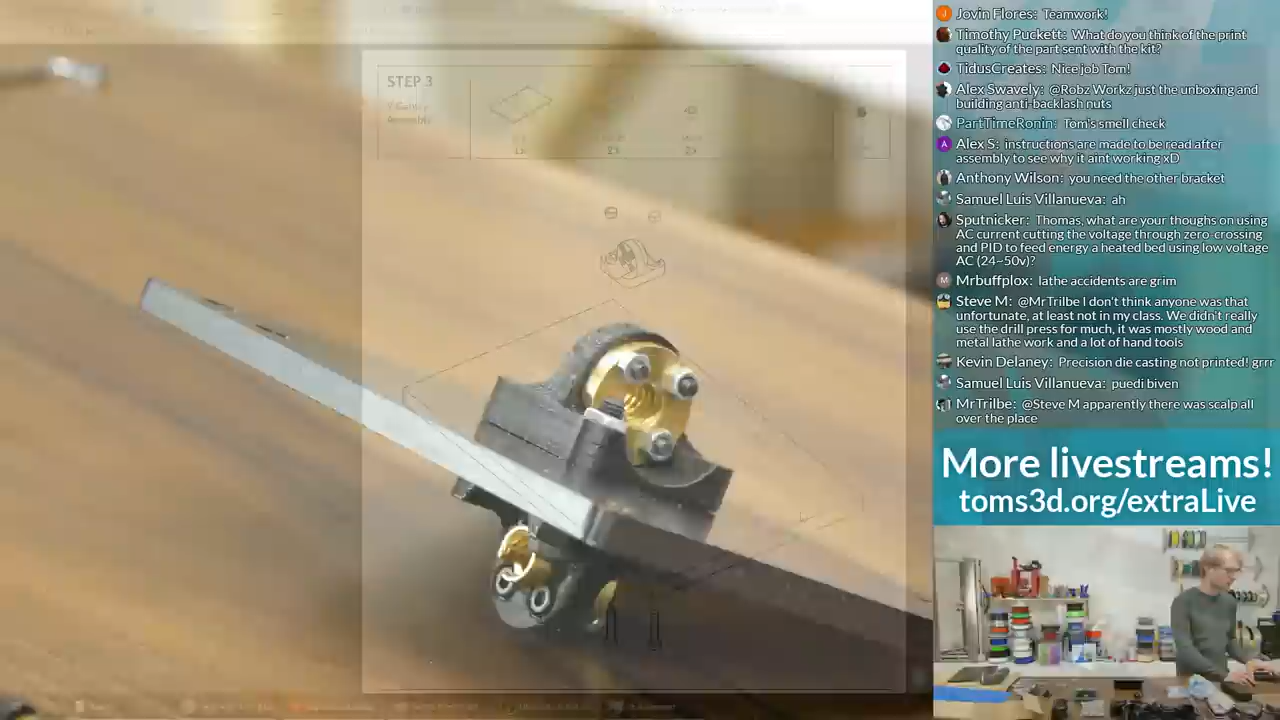 STEP 3
Y Gantry
Assembly
1x
2x
2x
Jovin Flores: Teamwork!
Timothy Puckett: What do you think of the print
quality of the part sent with the kit?
TidusCreates: Nice job Tom!
Alex Swavely: @Robz Workz just the unboxing and
building anti-backlash nuts
PartTimeRonin: Tom's smell check
Alex S: instructions are made to be read after
assembly to see why it aint working xD
Anthony Wilson: you need the other bracket
Samuel Luis Villanueva: ah
Sputnicker: Thomas, what are your thoughs on using
AC current cutting the voltage through zero-crossing
and PID to feed energy a heated bed using low voltage
AC (24~50v)?
Mrbuffplox: lathe accidents are grim
Steve M: @MrTrilbe I don't think anyone was that
unfortunate, at least not in my class. We didn't really
use the drill press for much, it was mostly wood and
metal lathe work and a lot of hand tools
Kevin Delaney: Precision die casting not printed! grrr
Samuel Luis Villanueva: puedi biven
MrTrilbe: @Steve M apparently there was scalp all
over the place
More livestreams!
toms3d.org/extraLive